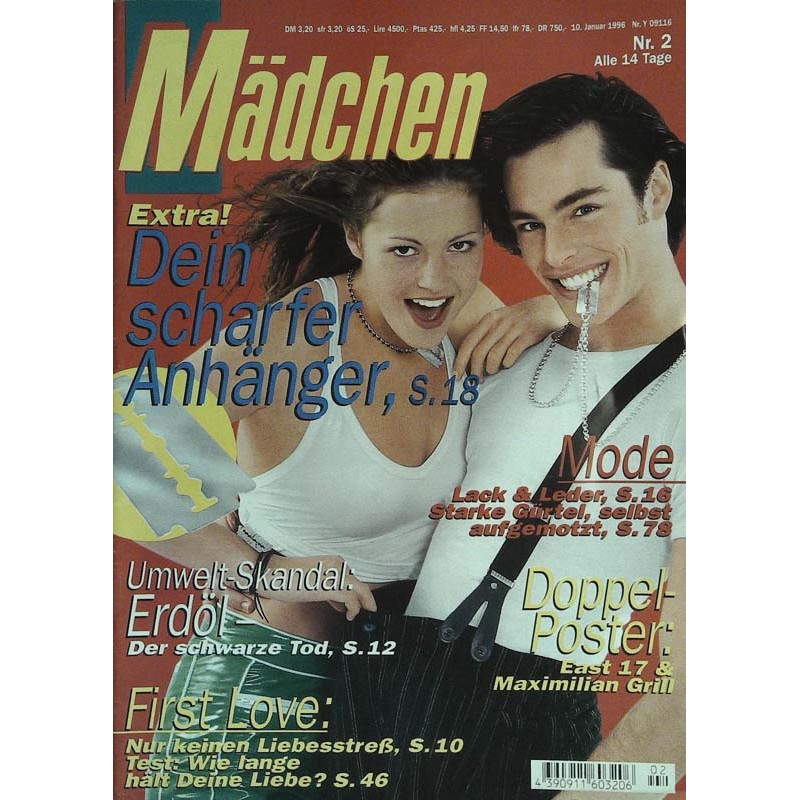 DM 3,20 sfr 3,20 öS 25,- Lire 4500,- Ptas 425,- hfl 4,25 FF 14,50 lfr 78,- DR 750,- 10. Januar 1996 Nr. Y 09116
Nr. 2
Alle 14 Tage
Mädchen
Extra!
Dein
scharfer
Anhänger, S.18
Mode
Lack & Leder, S.16
Starke Gürtel, selbst
aufgemotzt, S.78
Umwelt-Skandal:
Erdöl –
Der schwarze Tod, S.12
Doppel-
Poster:
East 17 &
Maximilian Grill
First Love:
Nur keinen Liebesstreß, S.10
Test: Wie lange
hält Deine Liebe? S.46
02
4 390911 603206